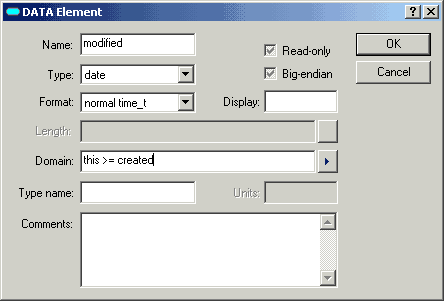 DATA Element
Name: modified
Read-only
OK
Type: date
Big-endian
Cancel
Format: normal time_t
Display:
Length:
Domain: this >= created
Type name:
Units:
Comments: